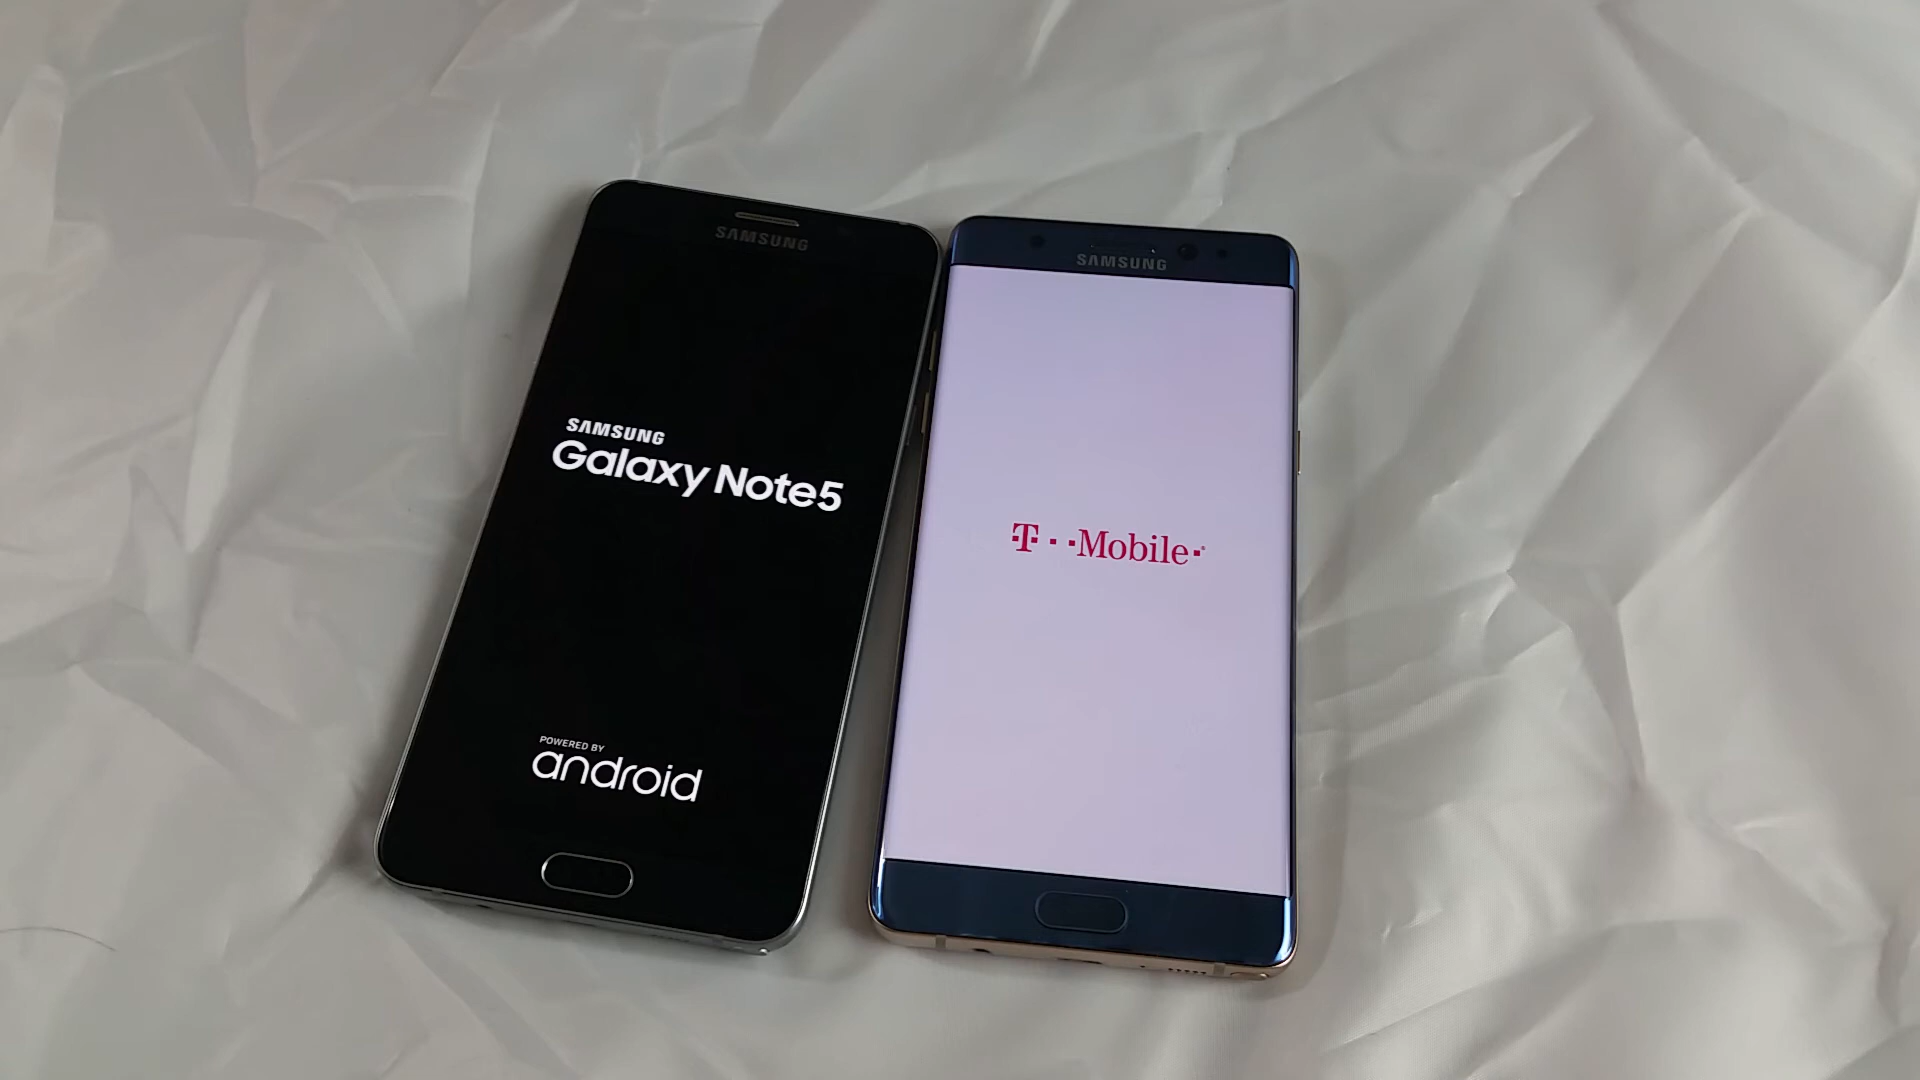 SAMSUNG
SAMSUNG
Galaxy Note5
POWERED BY
android
SAMSUNG
T··Mobile·